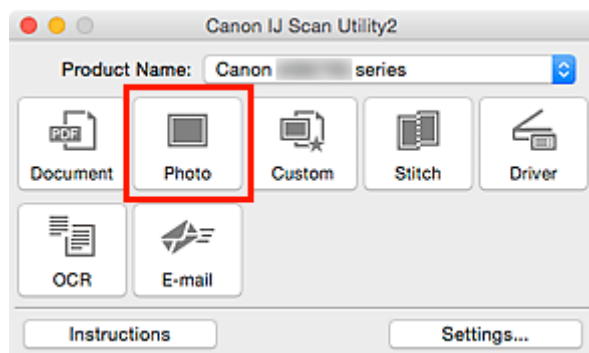 Canon IJ Scan Utility2
Product Name: Canon series
PDF
Document Photo Custom Stitch Driver
OCR E-mail
Instructions Settings...